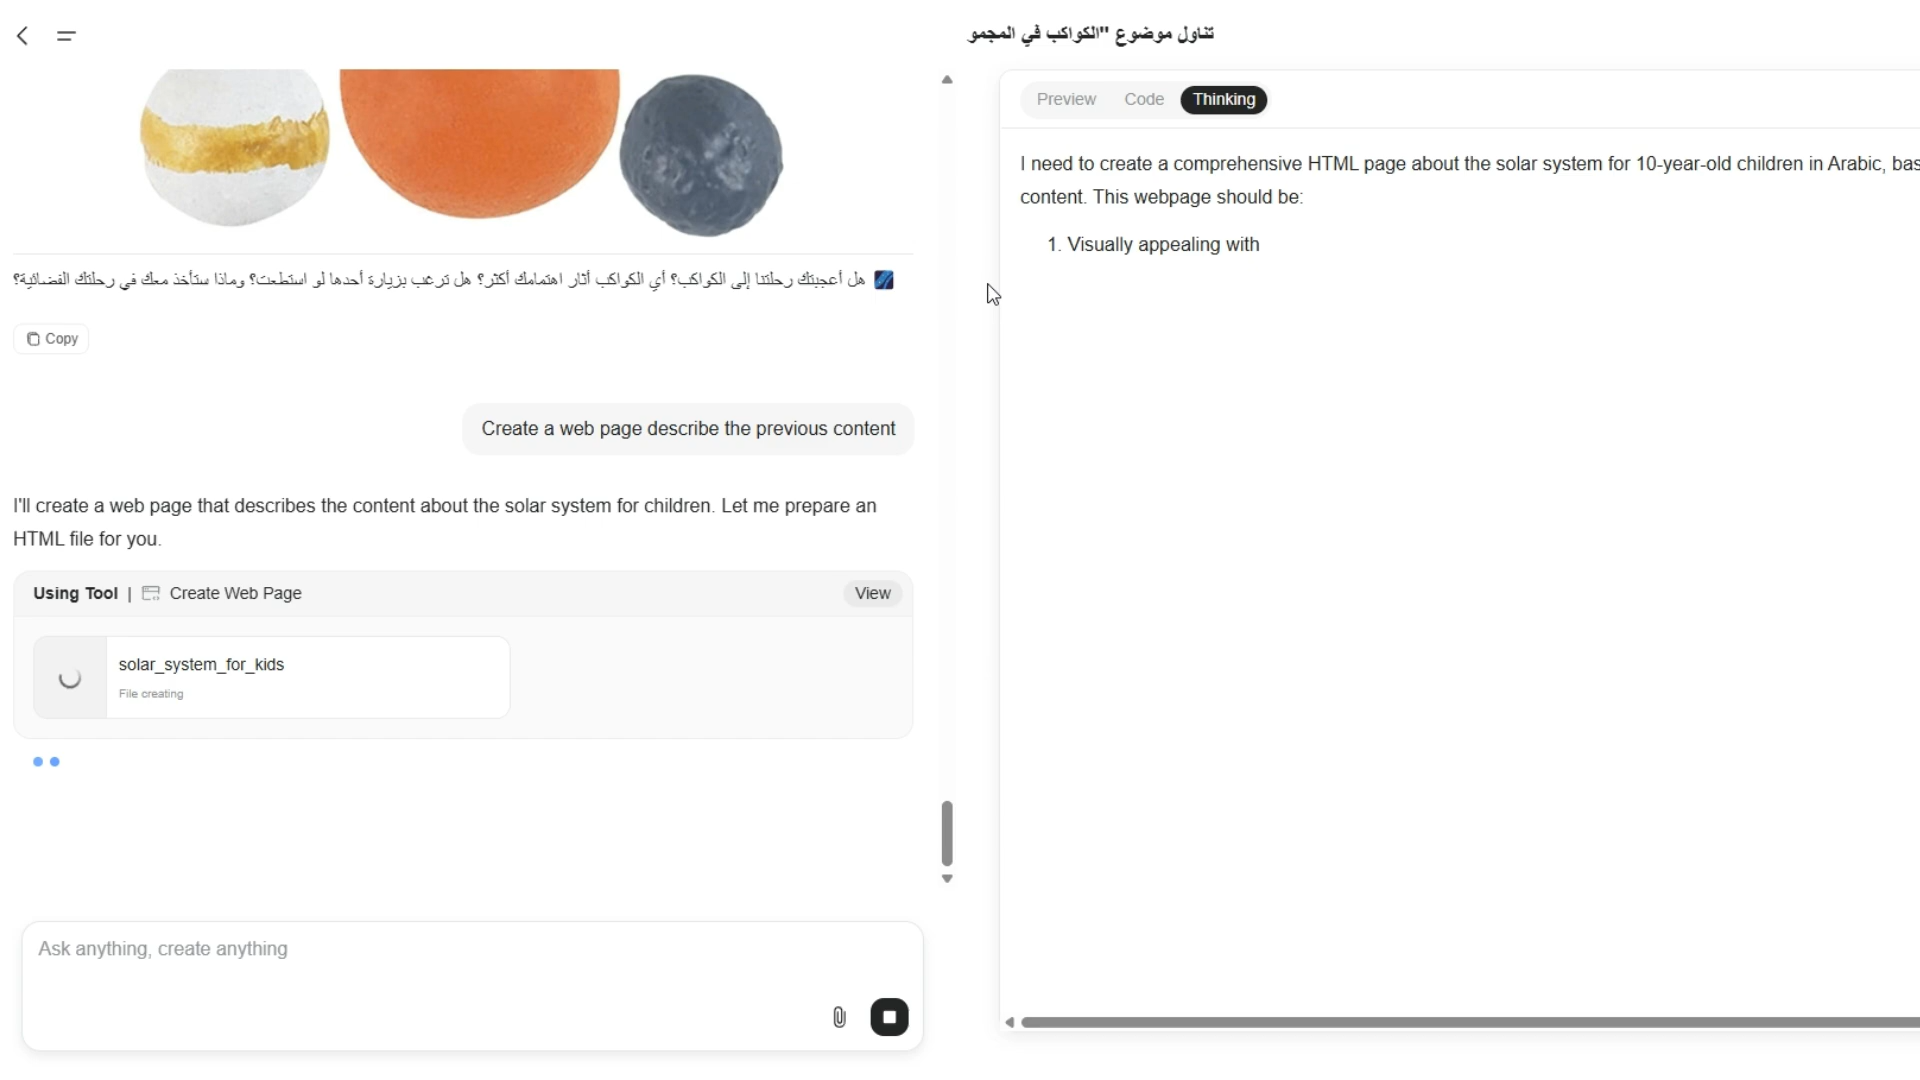 تناول موضوع "الكواكب في المجمو
هل أعجبتك رحلتنا إلى الكواكب؟ أي الكواكب أثار اهتمامك أكثر؟ هل ترغب بزيارة أحدها لو استطعت؟ وماذا ستأخذ معك في رحلتك الفضائية؟
Copy
Create a web page describe the previous content
I'll create a web page that describes the content about the solar system for children. Let me prepare an
HTML file for you.
Using Tool | Create Web Page
View
solar_system_for_kids
File creating
Ask anything, create anything
Preview Code Thinking
I need to create a comprehensive HTML page about the solar system for 10-year-old children in Arabic, bas
content. This webpage should be:
1. Visually appealing with